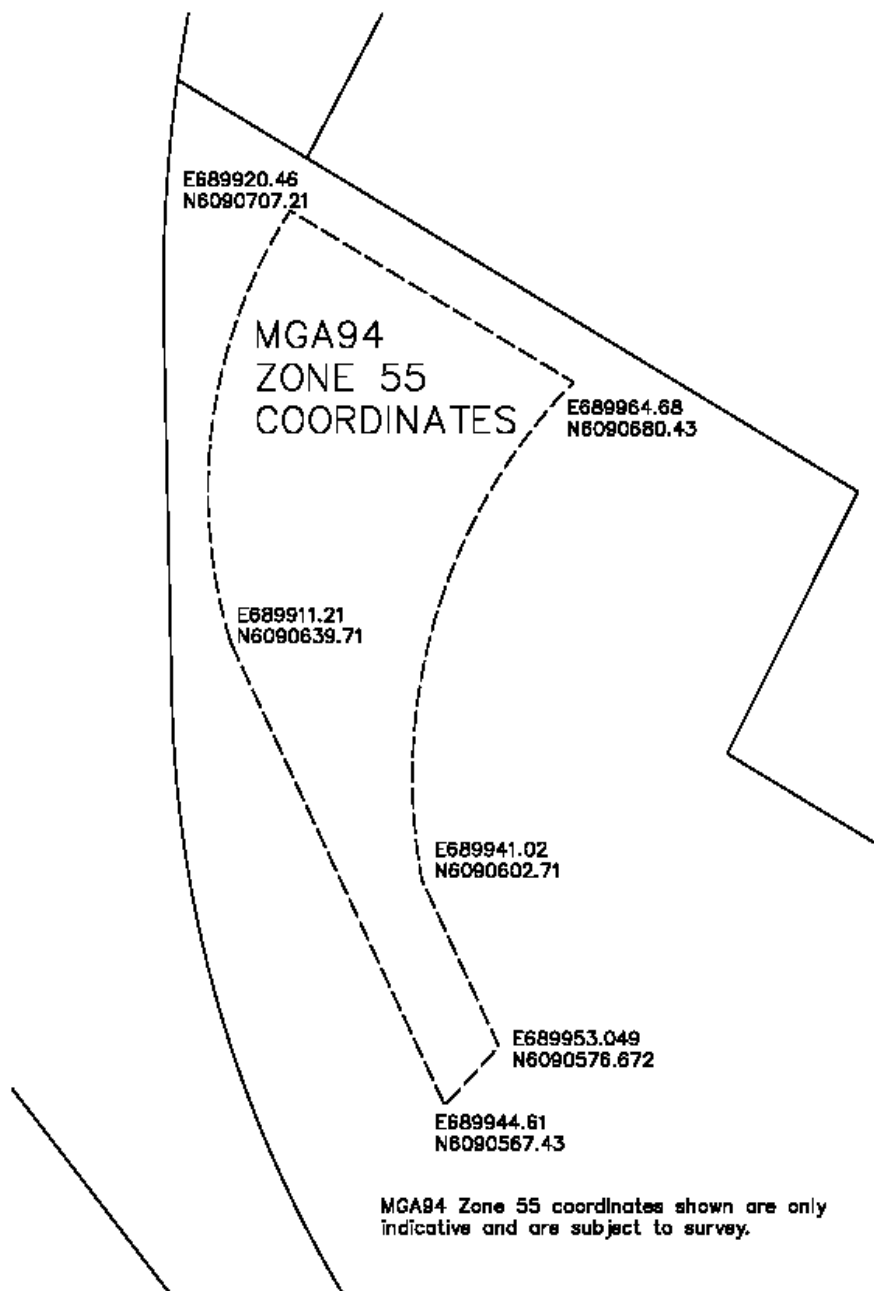 E689920.46
N6090707.21
MGA94
ZONE 55
COORDINATES
E689964.68
N6090680.43
E689911.21
N6090639.71
E689941.02
N6090602.71
E689953.049
N6090576.672
E689944.61
N6090567.43
MGA94 Zone 55 coordinates shown are only
indicative and are subject to survey.